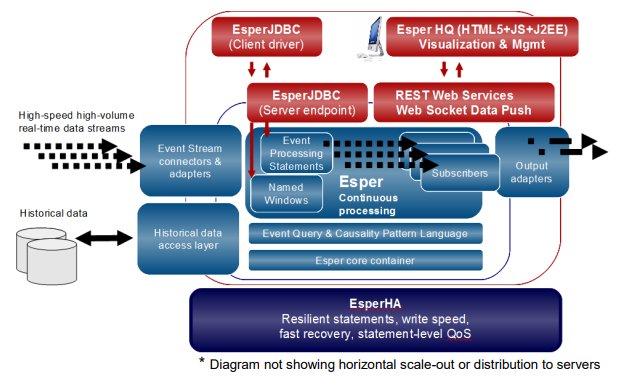 EsperJDBC
(Client driver)
Esper HQ (HTML5+JS+J2EE)
Visualization & Mgmt
EsperJDBC
(Server endpoint)
REST Web Services
Web Socket Data Push
High-speed high-volume
real-time data streams
Event Stream
connectors &
adapters
Event
Processing
Statements
Named
Windows
Esper
Continuous
processing
Subscribers
Output
adapters
Historical data
Historical data
access layer
Event Query & Causality Pattern Language
Esper core container
EsperHA
Resilient statements, write speed,
fast recovery, statement-level QoS
* Diagram not showing horizontal scale-out or distribution to servers